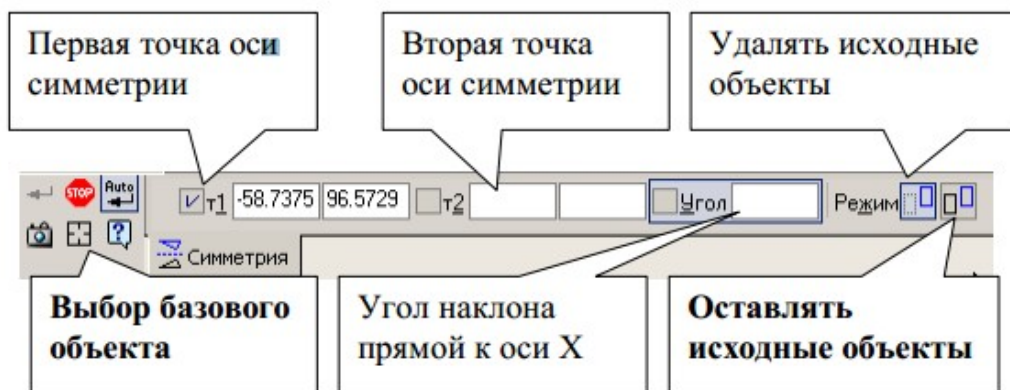 Первая точка оси
симметрии
Вторая точка
оси симметрии
Удалять исходные
объекты
STOP
Auto
т1 -58.7375 96.5729 т2 Угол Режим
?
Симметрия
Выбор базового
объекта
Угол наклона
прямой к оси X
Оставлять
исходные объекты